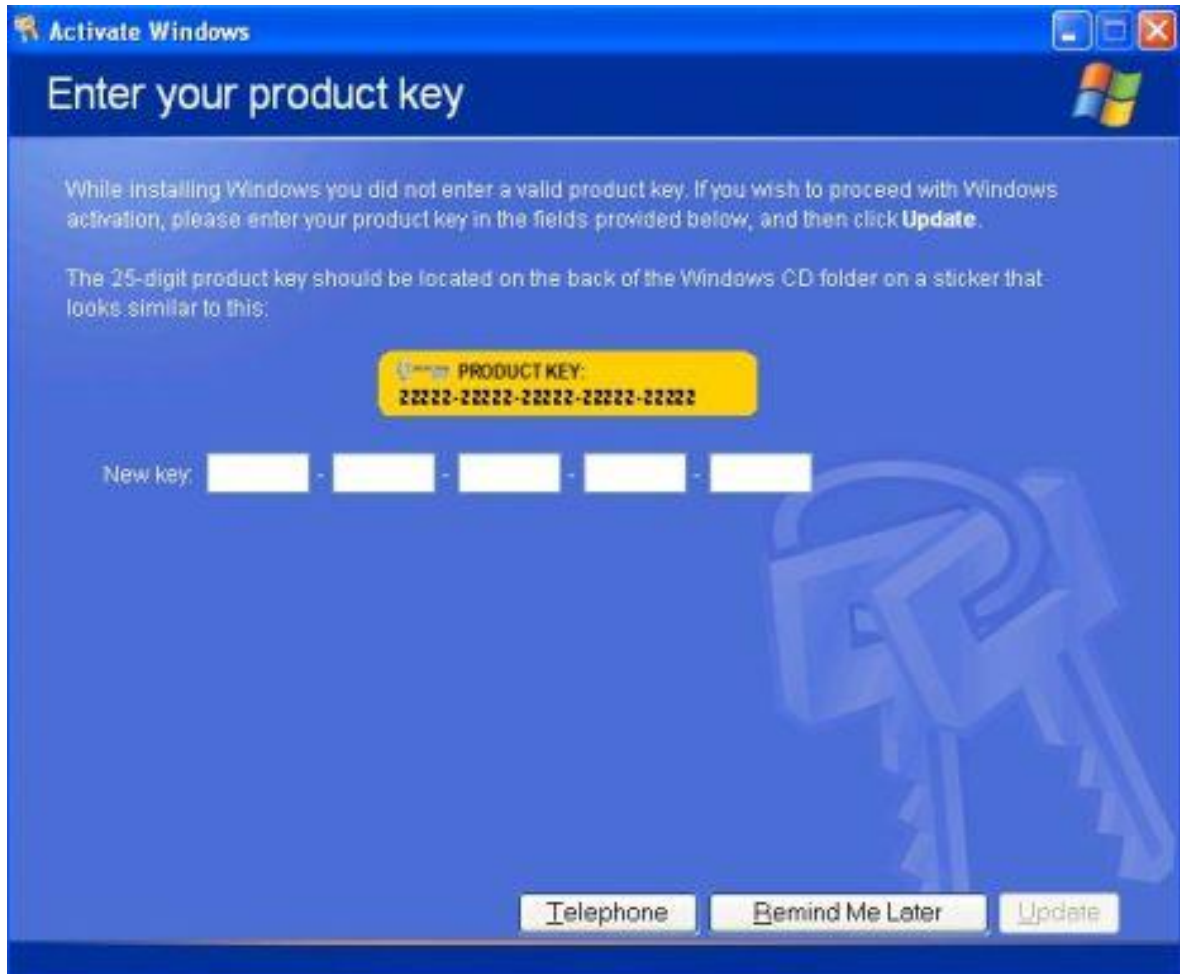 Activate Windows
Enter your product key
While installing Windows you did not enter a valid product key. If you wish to proceed with Windows
activation, please enter your product key in the fields provided below, and then click Update.
The 25-digit product key should be located on the back of the Windows CD folder on a sticker that
looks similar to this:
PRODUCT KEY:
22222-22222-22222-22222-22222
New key: - - - -
Telephone Remind Me Later Update